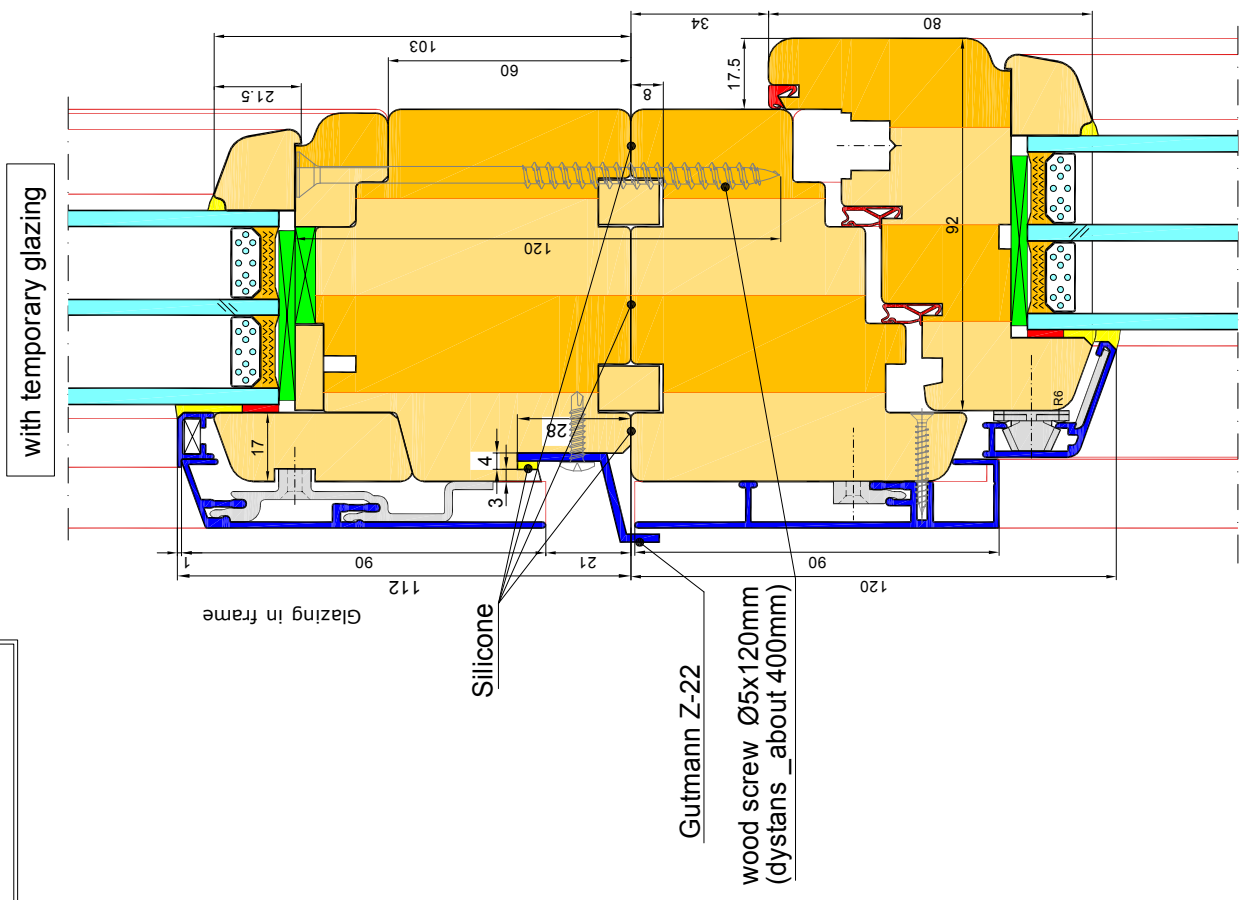 with temporary glazing
103
60
21.5
34
80
17.5
8
92
120
28
4
3
17
R6
1
90
21
112
90
120
Glazing in frame
Silicone
Gutmann Z-22
wood screw Ø5x120mm
(dystans _about 400mm)